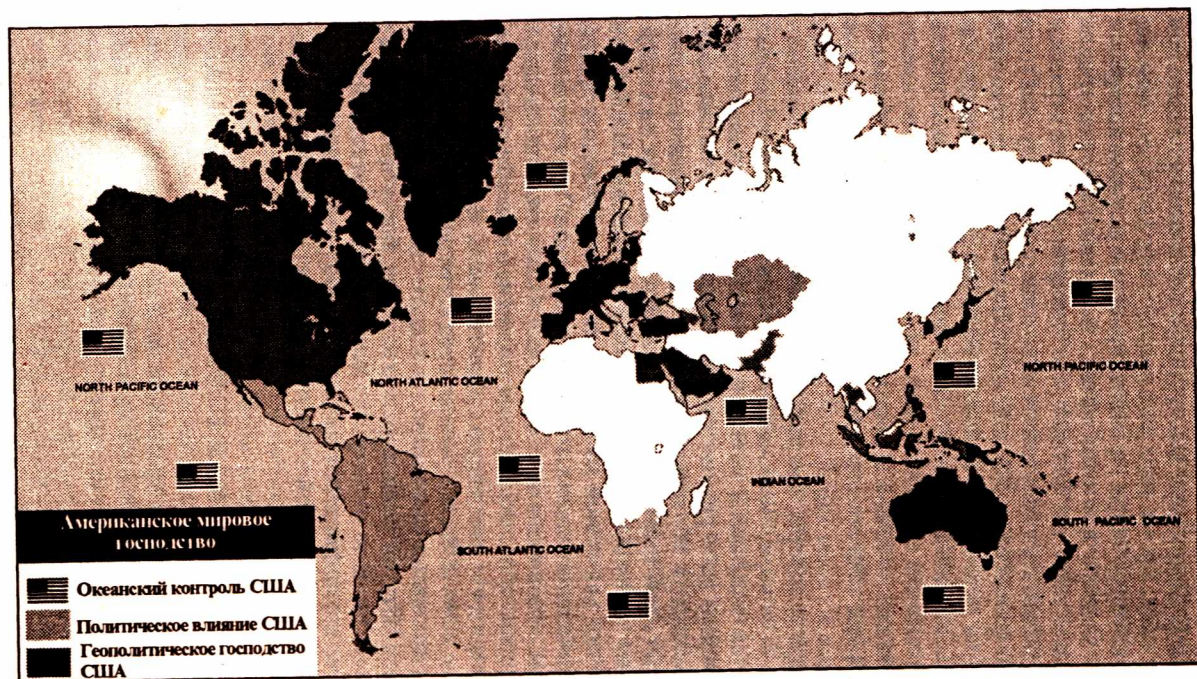 NORTH PACIFIC OCEAN
NORTH ATLANTIC OCEAN
NORTH PACIFIC OCEAN
INDIAN OCEAN
SOUTH ATLANTIC OCEAN
SOUTH PACIFIC OCEAN
Американское мировое
господство
Океанский контроль США
Политическое влияние США
Геополитическое господство
США